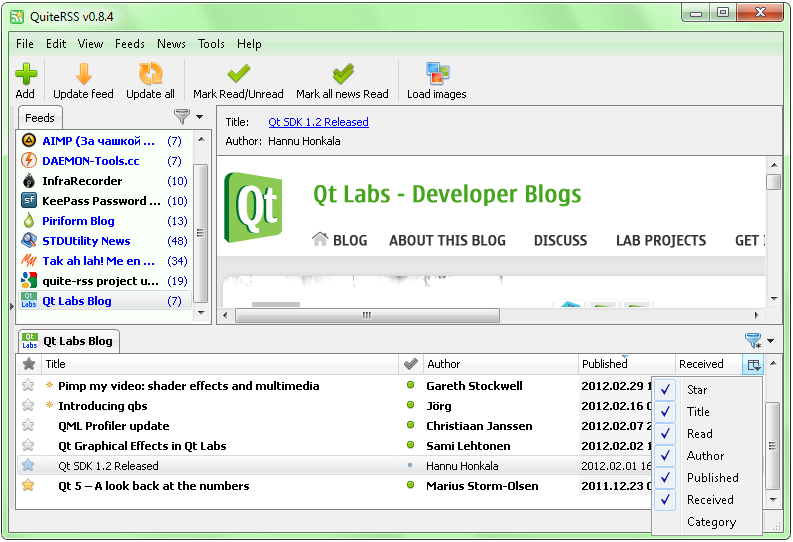 QuiteRSS v0.8.4
File Edit View Feeds News Tools Help
Add Update feed Update all Mark Read/Unread Mark all news Read Load images
Feeds
AIMP (За чашкой ... (7)
DAEMON-Tools.cc (7)
InfraRecorder (10)
SF KeePass Password ... (10)
Piriform Blog (13)
STDUtility News (48)
Tak ah lah! Me en ... (34)
quite-rss project u... (19)
Qt Labs Qt Labs Blog (7)
Title: Qt SDK 1.2 Released
Author: Hannu Honkala
Qt
Qt Labs - Developer Blogs
BLOG ABOUT THIS BLOG DISCUSS LAB PROJECTS GET
Qt Labs Qt Labs Blog
Title Author Published Received
Pimp my video: shader effects and multimedia Gareth Stockwell 2012.02.29 1
Introducing qbs Jörg 2012.02.16 0
QML Profiler update Christiaan Janssen 2012.02.07 2
Qt Graphical Effects in Qt Labs Sami Lehtonen 2012.02.02 1
Qt SDK 1.2 Released Hannu Honkala 2012.02.01 16
Qt 5 – A look back at the numbers Marius Storm-Olsen 2011.12.23 0
Star
Title
Read
Author
Published
Received
Category